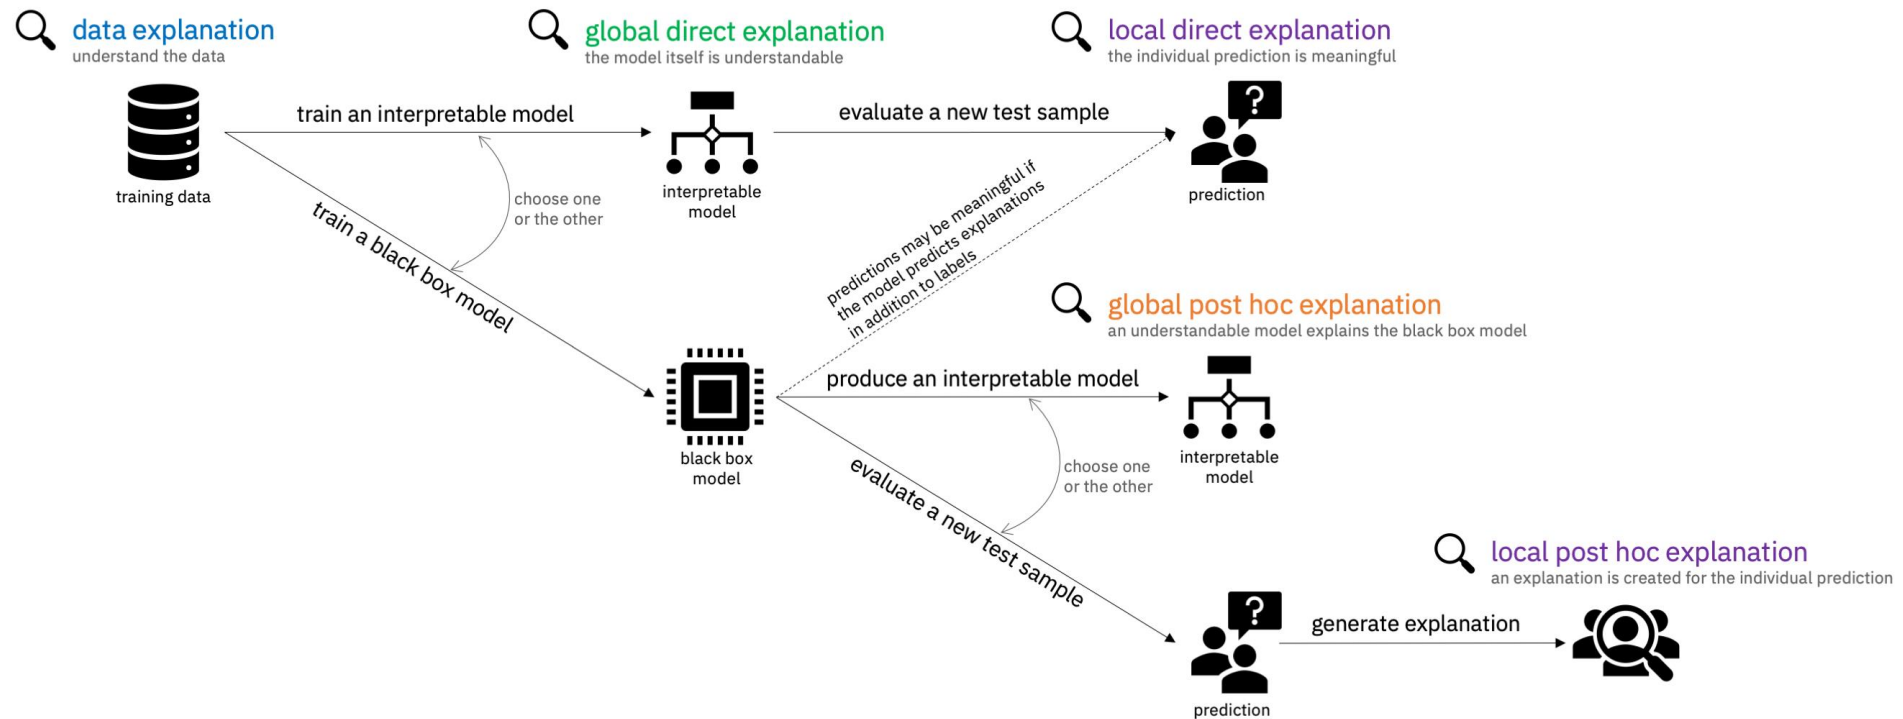 data explanation
understand the data
global direct explanation
the model itself is understandable
local direct explanation
the individual prediction is meaningful
train an interpretable model
evaluate a new test sample
?
training data
choose one
or the other
interpretable
model
prediction
train a black box model
predictions may be meaningful if
the model predicts explanations
in addition to labels
global post hoc explanation
an understandable model explains the black box model
produce an interpretable model
black box
model
choose one
or the other
interpretable
model
evaluate a new test sample
local post hoc explanation
an explanation is created for the individual prediction
?
generate explanation
prediction